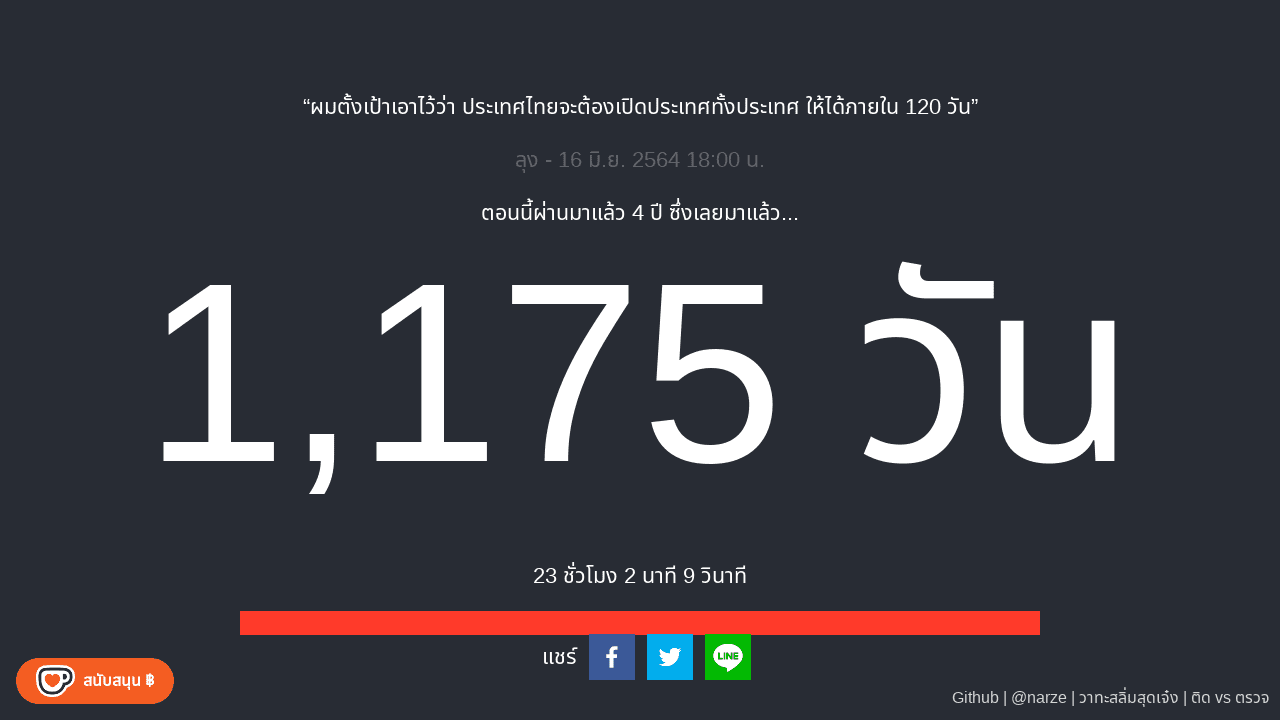 “ผมตั้งเป้าเอาไว้ว่า ประเทศไทยจะต้องเปิดประเทศทั้งประเทศ ให้ได้ภายใน 120 วัน”
ลุง - 16 มิ.ย. 2564 18:00 น.
ตอนนี้ผ่านมาแล้ว 4 ปี ซึ่งเลยมาแล้ว...
1,175 วัน
23 ชั่วโมง 2 นาที 9 วินาที
แชร์
LINE
สนับสนุน ฿
Github | @narze | วาทะสลิ่มสุดเจ๋ง | ติด vs ตรวจ